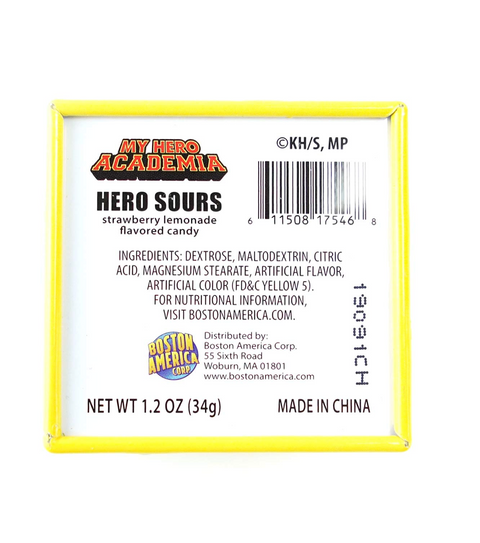 MY HERO
ACADEMIA
HERO SOURS
strawberry lemonade
flavored candy
©KH/S, MP
6 11508 17546 8
INGREDIENTS: DEXTROSE, MALTODEXTRIN, CITRIC
ACID, MAGNESIUM STEARATE, ARTIFICIAL FLAVOR,
ARTIFICIAL COLOR (FD&C YELLOW 5).
FOR NUTRITIONAL INFORMATION,
VISIT BOSTONAMERICA.COM.
19091CH
BOSTON
AMERICA
CORP.
Distributed by:
Boston America Corp.
55 Sixth Road
Woburn, MA 01801
www.bostonamerica.com
NET WT 1.2 OZ (34g)
MADE IN CHINA